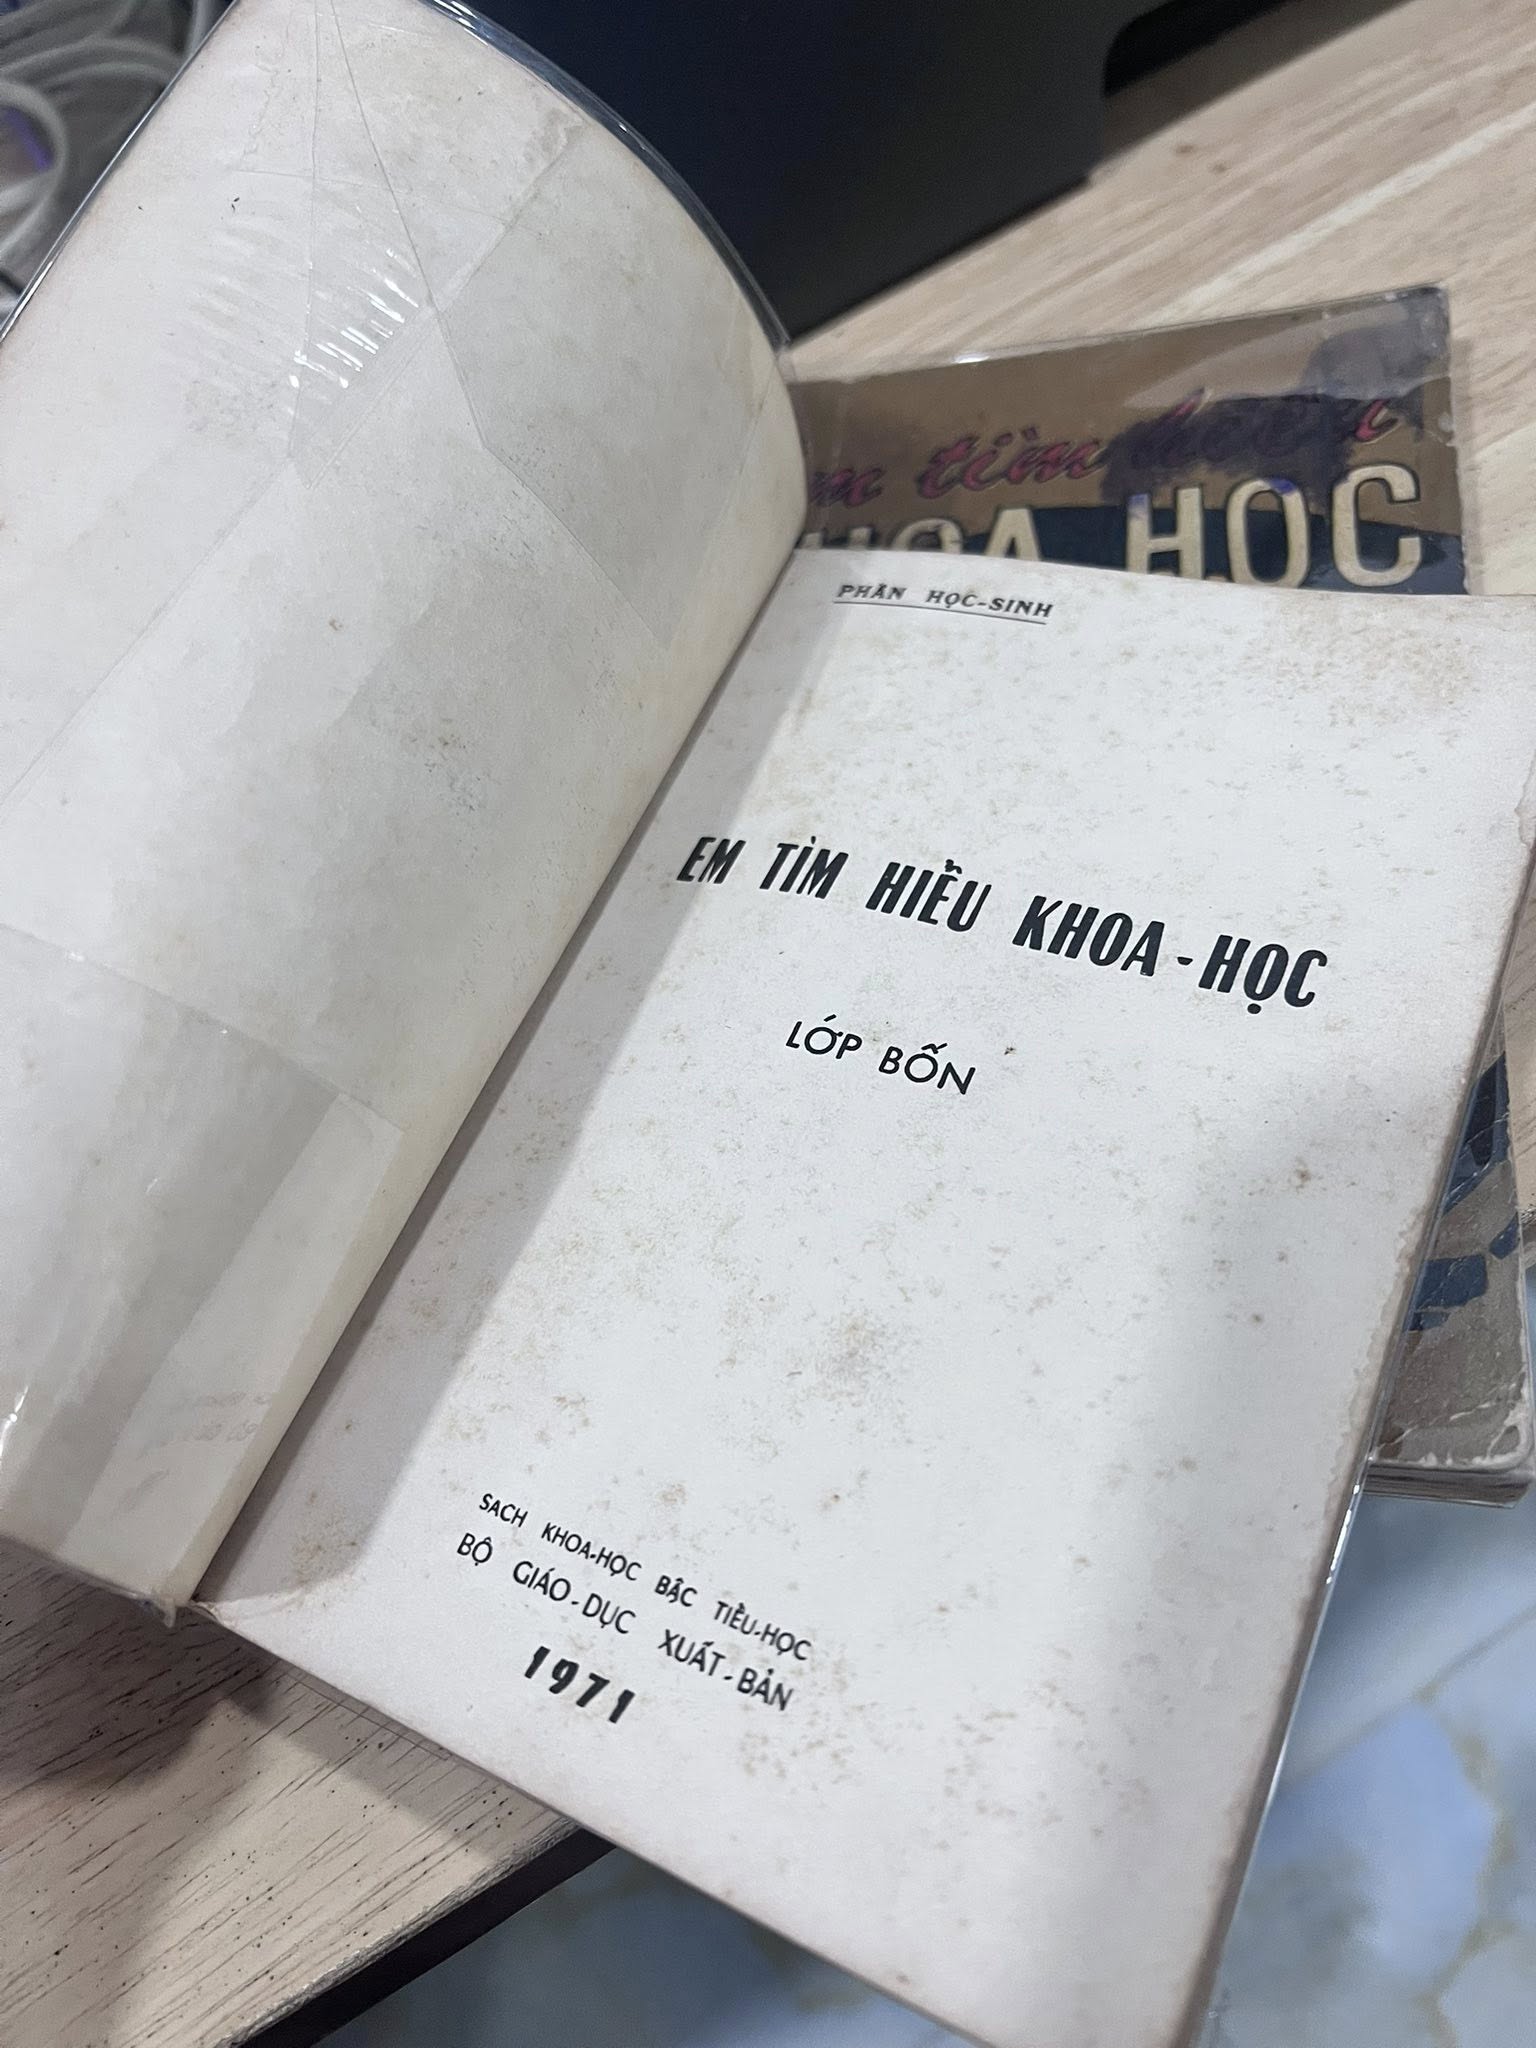 tìm
HỌC
PHẦN HỌC-SINH
EM TÌM HIỂU KHOA-HỌC
LỚP BỐN
SACH KHOA-HỌC BẬC TIỂU-HỌC
BỘ GIÁO-DỤC XUẤT-BẢN
1971